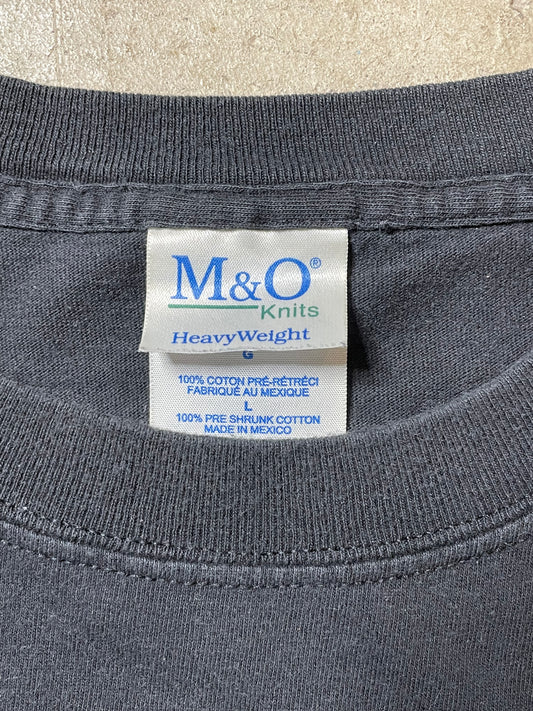 M&O®
Knits
HeavyWeight
G
100% COTON PRÉ-RÉTRÉCI
FABRIQUÉ AU MEXIQUE
L
100% PRE SHRUNK COTTON
MADE IN MEXICO